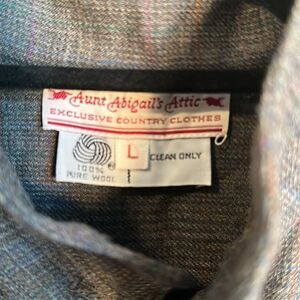 Aunt Abigail's Attic
EXCLUSIVE COUNTRY CLOTHES
L
CLEAN ONLY
100%
PURE WOOL